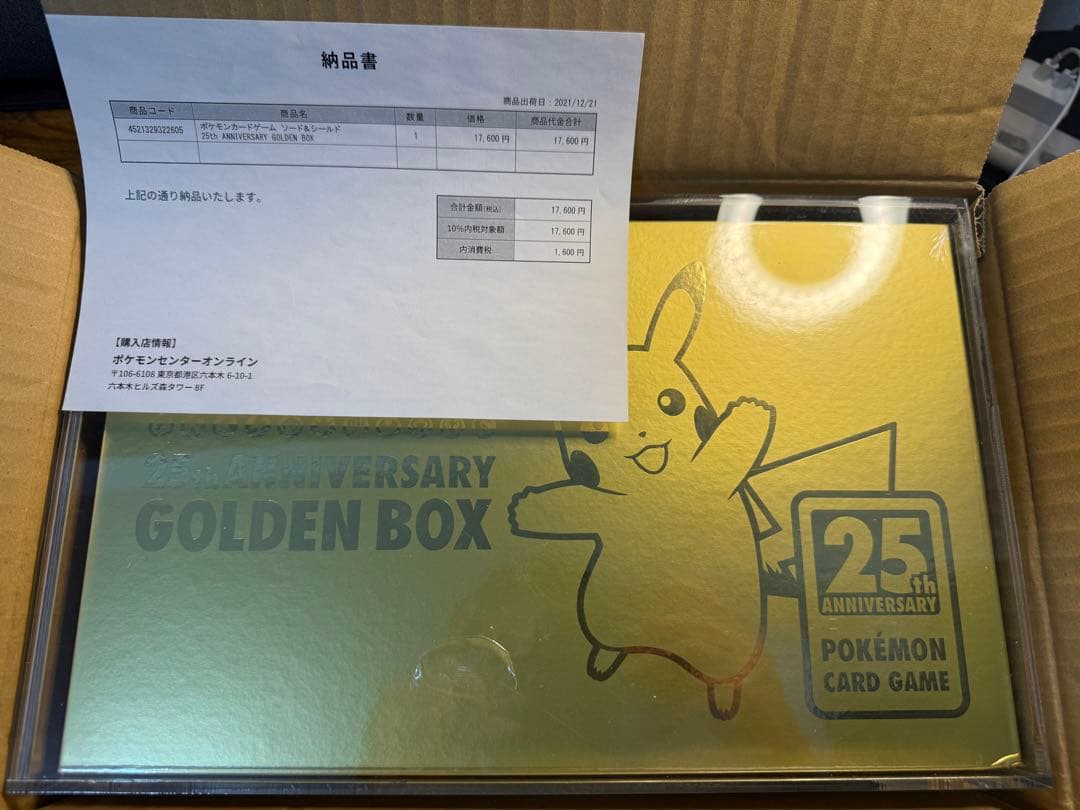 納品書
商品出荷日：2021/12/21
商品コード 商品名 数量 価格 商品代金合計
4521329322605 ポケモンカードゲーム ソード&シールド 1 17,600円 17,600円
25th ANNIVERSARY GOLDEN BOX
上記の通り納品いたします。
合計金額(税込) 17,600円
10%内税対象額 17,600円
内消費税 1,600円
【購入店情報】
ポケモンセンターオンライン
〒106-6108 東京都港区六本木 6-10-1
六本木ヒルズ森タワー 8F
25th ANNIVERSARY
GOLDEN BOX
25th
ANNIVERSARY
POKÉMON
CARD GAME